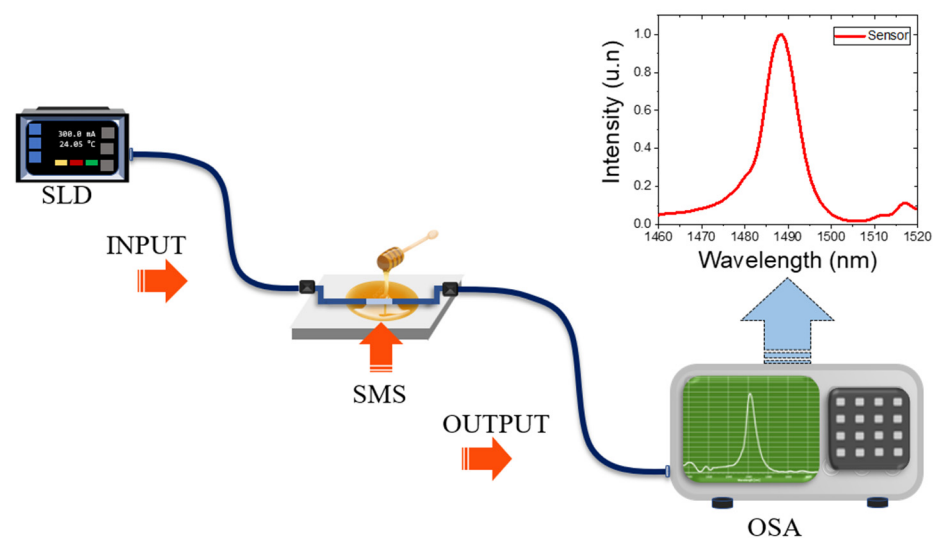 300.0 mA
24.05 °C
SLD
INPUT
SMS
OUTPUT
OSA
Sensor
Intensity (u.n)
1.0
0.8
0.6
0.4
0.2
0.0
1460 1470 1480 1490 1500 1510 1520
Wavelength (nm)